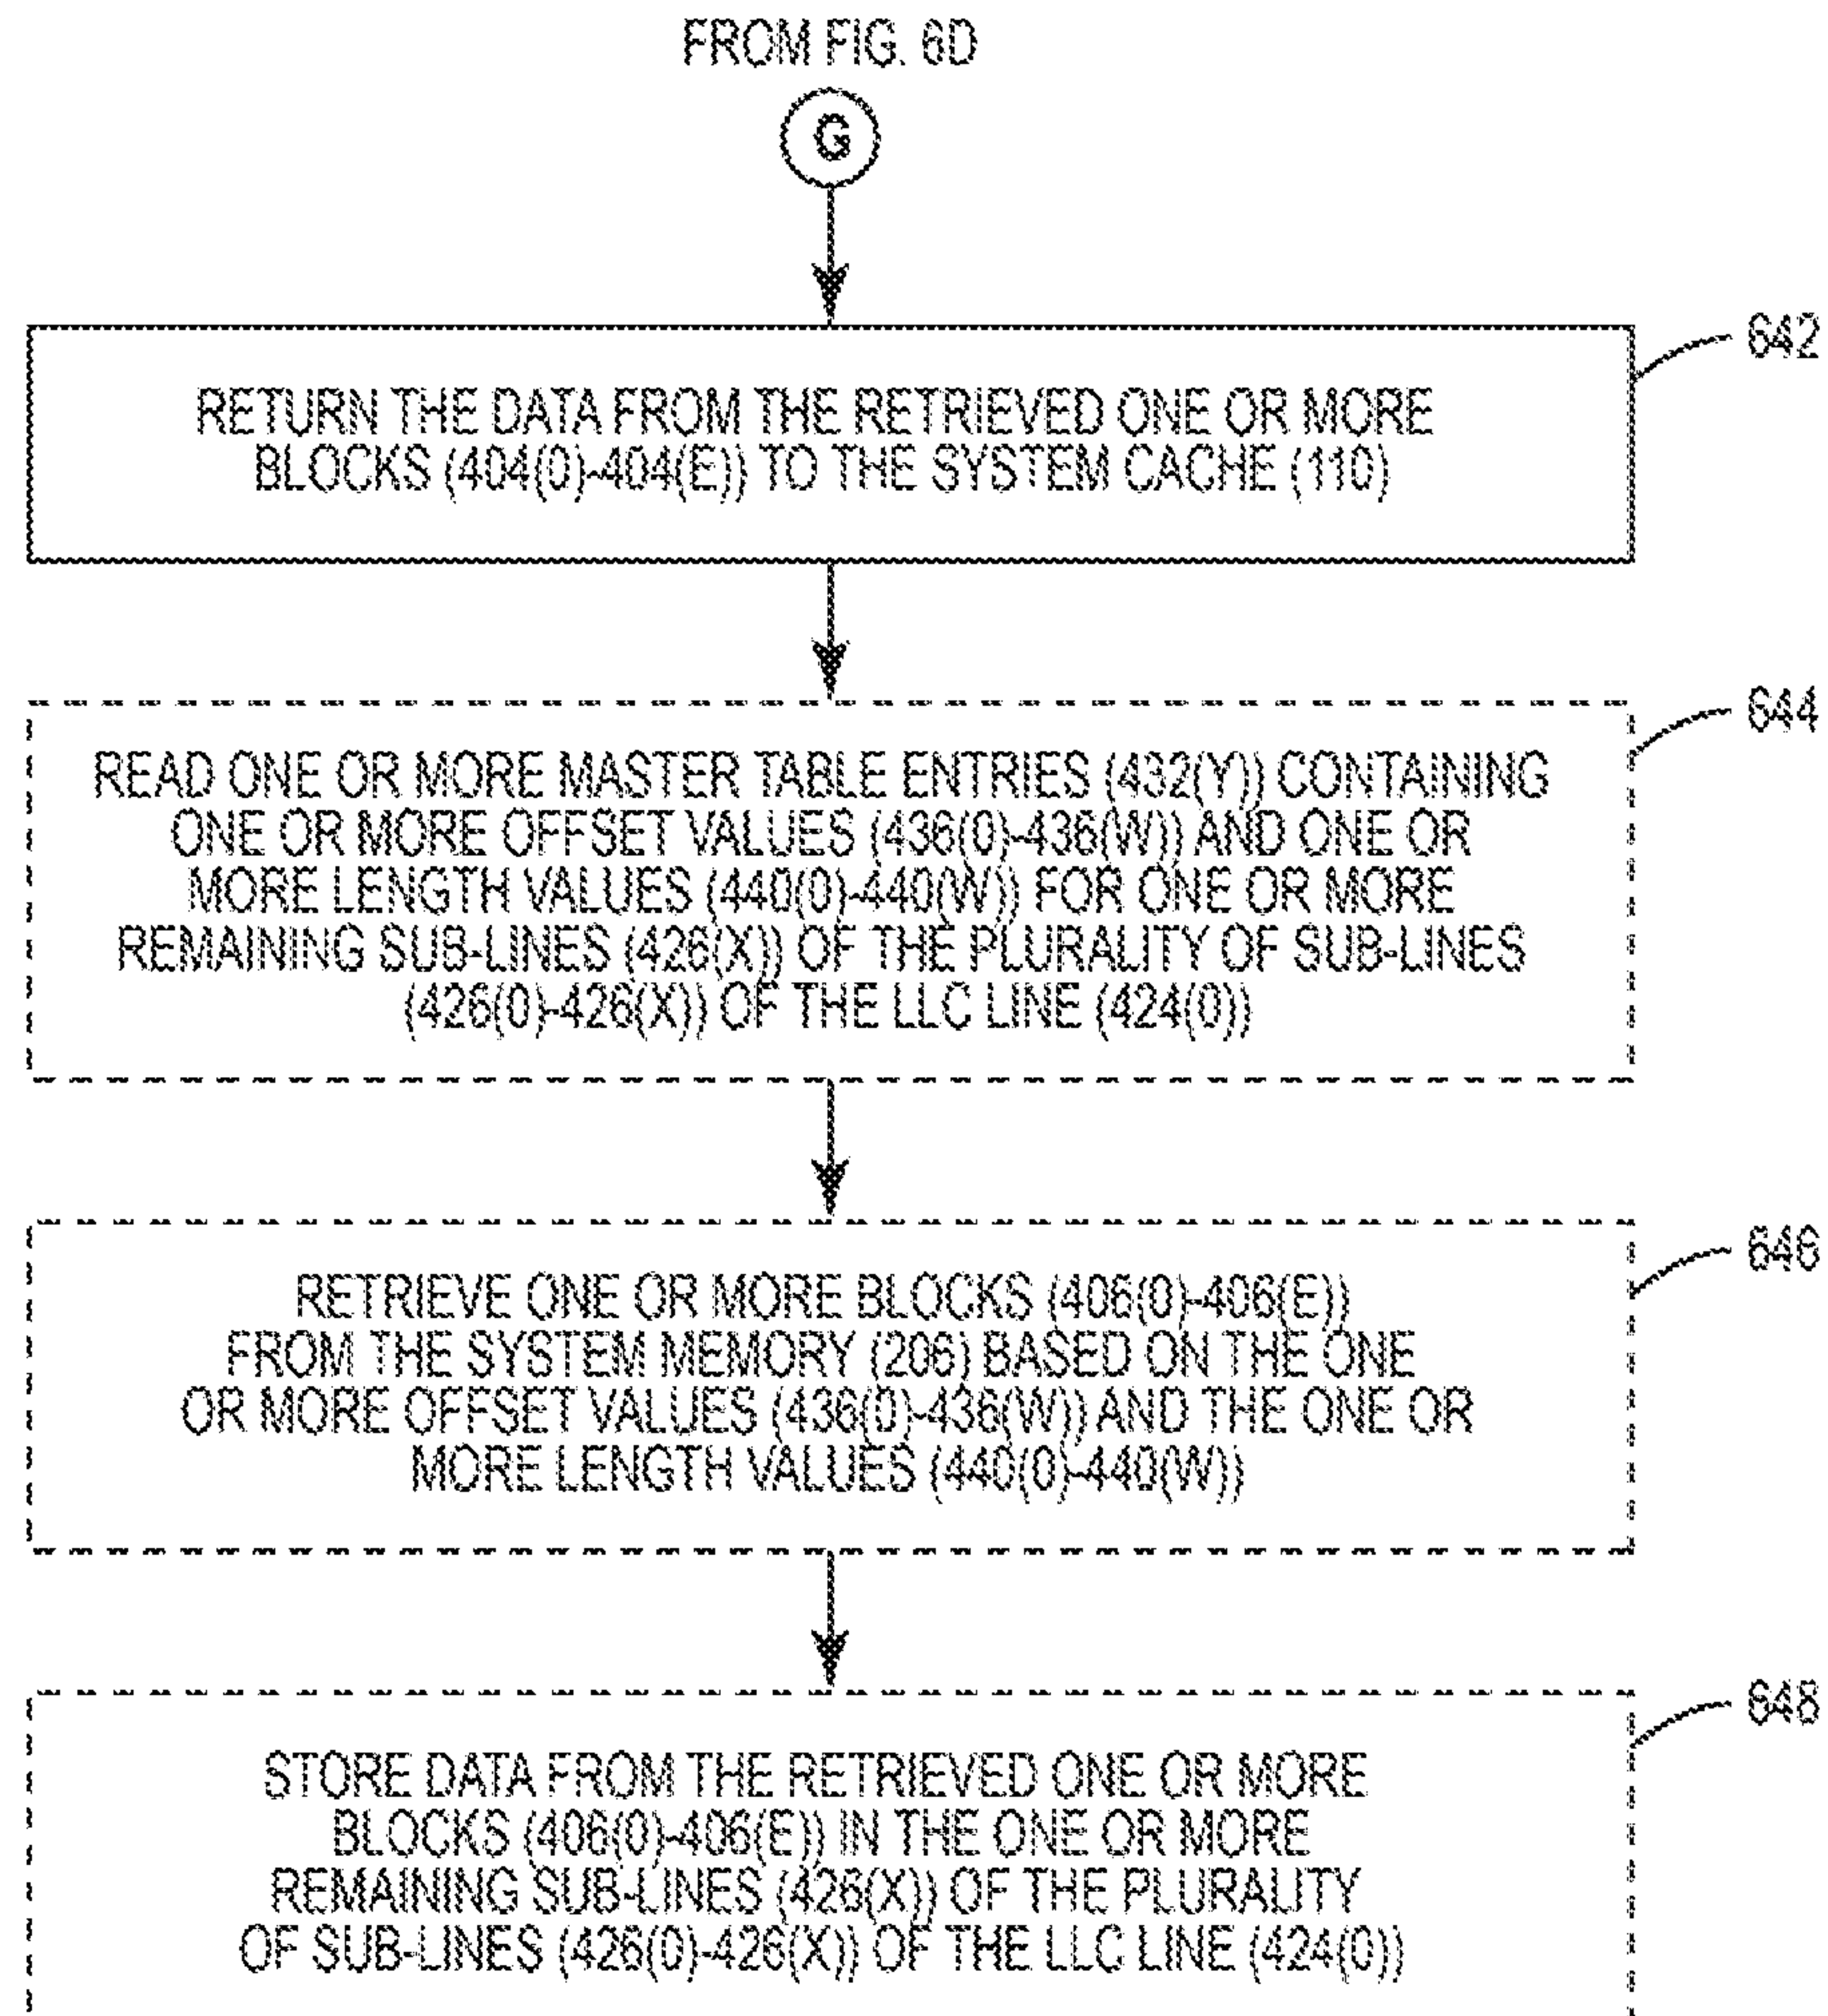 FROM FIG. 6D
G
642
RETURN THE DATA FROM THE RETRIEVED ONE OR MORE
BLOCKS (404(0)-404(E)) TO THE SYSTEM CACHE (110)
644
READ ONE OR MORE MASTER TABLE ENTRIES (432(Y)) CONTAINING
ONE OR MORE OFFSET VALUES (436(0)-436(W)) AND ONE OR
MORE LENGTH VALUES (440(0)-440(W)) FOR ONE OR MORE
REMAINING SUB-LINES (426(X)) OF THE PLURALITY OF SUB-LINES
(426(0)-426(X)) OF THE LLC LINE (424(0))
646
RETRIEVE ONE OR MORE BLOCKS (406(0)-406(E))
FROM THE SYSTEM MEMORY (206) BASED ON THE ONE
OR MORE OFFSET VALUES (436(0)-436(W)) AND THE ONE OR
MORE LENGTH VALUES (440(0)-440(W))
648
STORE DATA FROM THE RETRIEVED ONE OR MORE
BLOCKS (406(0)-406(E)) IN THE ONE OR MORE
REMAINING SUB-LINES (426(X)) OF THE PLURALITY
OF SUB-LINES (426(0)-426(X)) OF THE LLC LINE (424(0))